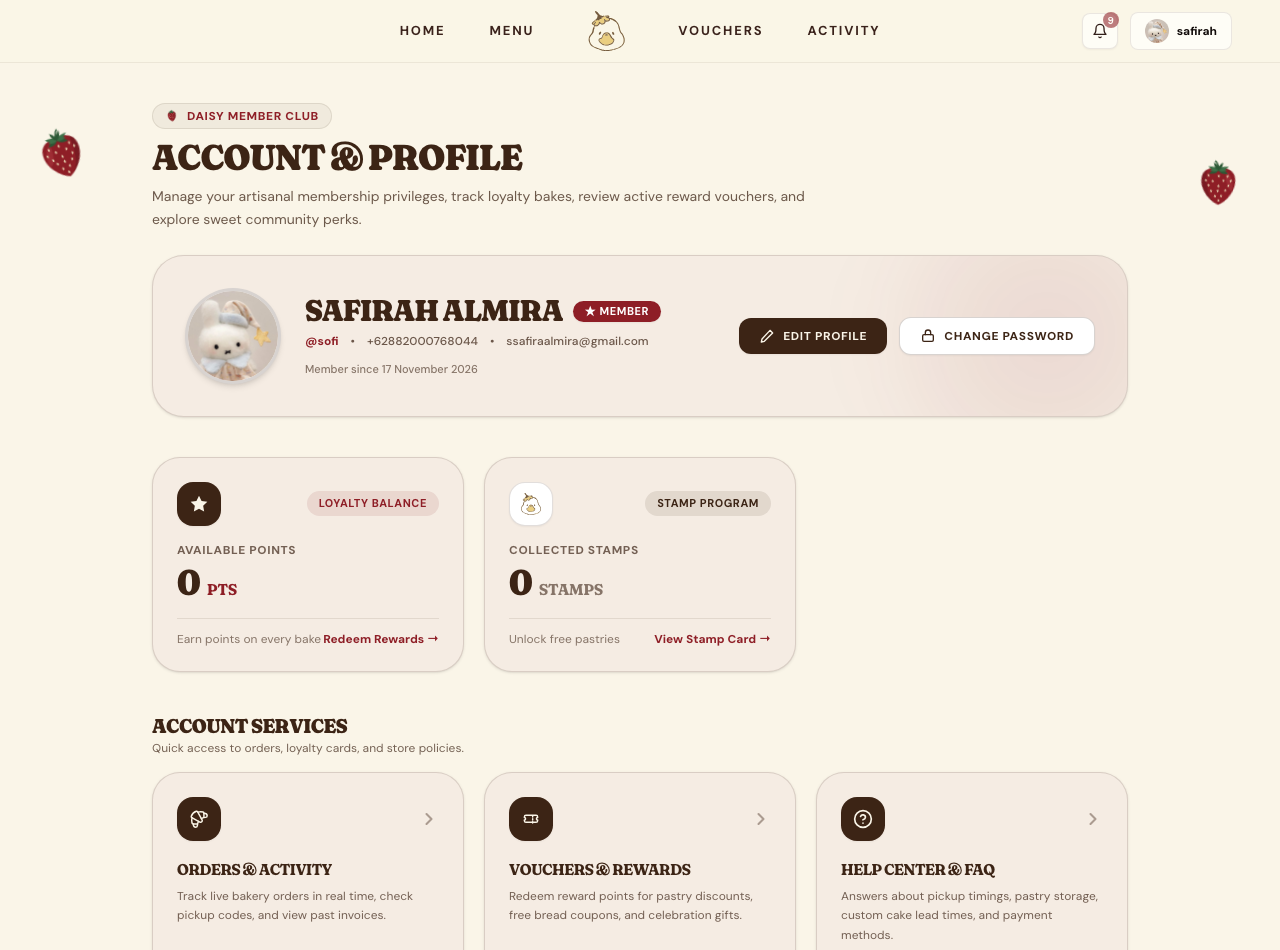 HOME MENU VOUCHERS ACTIVITY 9 safirah
DAISY MEMBER CLUB
ACCOUNT & PROFILE
Manage your artisanal membership privileges, track loyalty bakes, review active reward vouchers, and
explore sweet community perks.
SAFIRAH ALMIRA ★ MEMBER
@sofi • +62882000768044 • ssafiraalmira@gmail.com
Member since 17 November 2026
EDIT PROFILE CHANGE PASSWORD
LOYALTY BALANCE
AVAILABLE POINTS
0 PTS
Earn points on every bake Redeem Rewards →
STAMP PROGRAM
COLLECTED STAMPS
0 STAMPS
Unlock free pastries View Stamp Card →
ACCOUNT SERVICES
Quick access to orders, loyalty cards, and store policies.
ORDERS & ACTIVITY
Track live bakery orders in real time, check
pickup codes, and view past invoices.
VOUCHERS & REWARDS
Redeem reward points for pastry discounts,
free bread coupons, and celebration gifts.
HELP CENTER & FAQ
Answers about pickup timings, pastry storage,
custom cake lead times, and payment
methods.